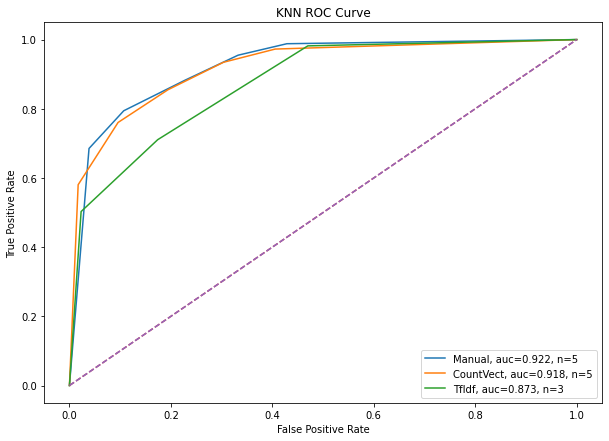 KNN ROC Curve
True Positive Rate
1.0
0.8
0.6
0.4
0.2
0.0
0.0 0.2 0.4 0.6 0.8 1.0
False Positive Rate
Manual, auc=0.922, n=5
CountVect, auc=0.918, n=5
TfIdf, auc=0.873, n=3